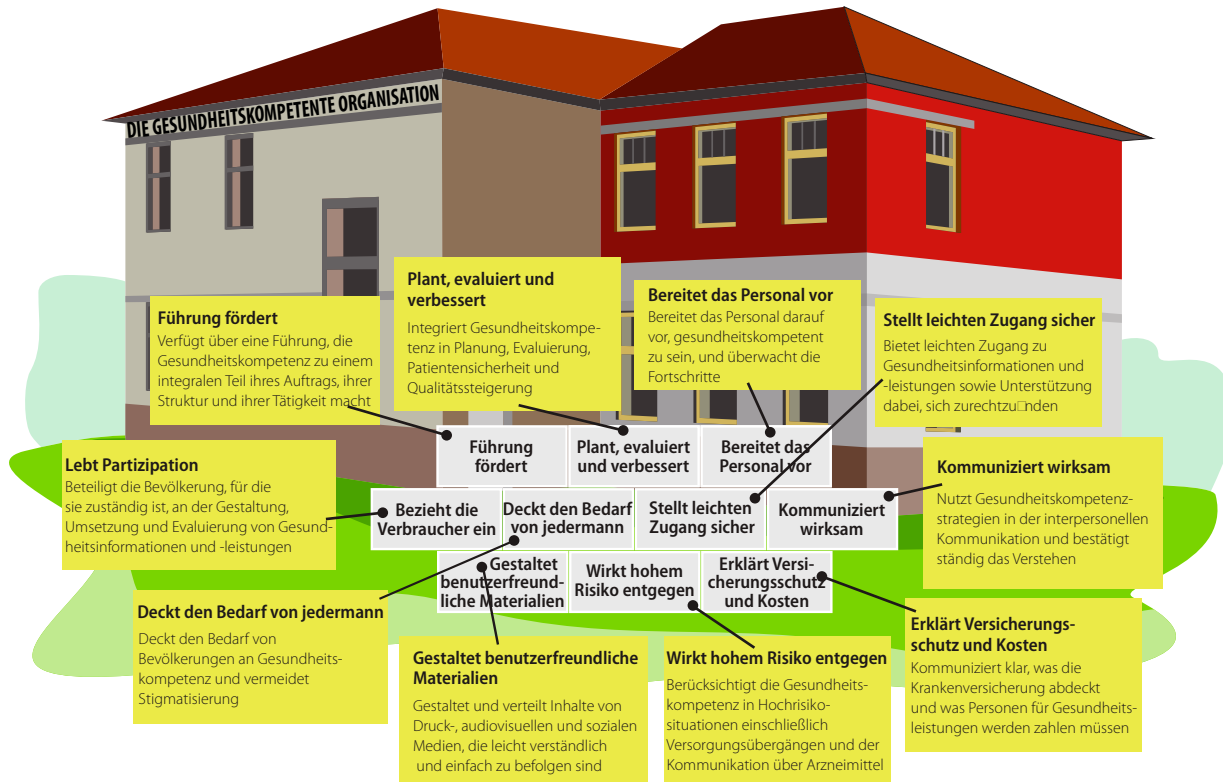 DIE GESUNDHEITSKOMPETENTE ORGANISATION
Führung fördert
Verfügt über eine Führung, die
Gesundheitskompetenz zu einem
integralen Teil ihres Auftrags, ihrer
Struktur und ihrer Tätigkeit macht
Plant, evaluiert und
verbessert
Integriert Gesundheitskompe-
tenz in Planung, Evaluierung,
Patientensicherheit und
Qualitätssteigerung
Bereitet das Personal vor
Bereitet das Personal darauf
vor, gesundheitskompetent
zu sein, und überwacht die
Fortschritte
Stellt leichten Zugang sicher
Bietet leichten Zugang zu
Gesundheitsinformationen und
-leistungen sowie Unterstützung
dabei, sich zurechtzu□nden
Führung
fördert
Plant, evaluiert
und verbessert
Bereitet das
Personal vor
Lebt Partizipation
Beteiligt die Bevölkerung, für die
sie zuständig ist, an der Gestaltung,
Umsetzung und Evaluierung von Gesund-
heitsinformationen und -leistungen
Bezieht die
Verbraucher ein
Deckt den Bedarf
von jedermann
Stellt leichten
Zugang sicher
Kommuniziert
wirksam
Kommuniziert wirksam
Nutzt Gesundheitskompetenz-
strategien in der interpersonellen
Kommunikation und bestätigt
ständig das Verstehen
Gestaltet
benutzerfreund-
liche Materialien
Wirkt hohem
Risiko entgegen
Erklärt Versi-
cherungsschutz
und Kosten
Deckt den Bedarf von jedermann
Deckt den Bedarf von
Bevölkerungen an Gesundheits-
kompetenz und vermeidet
Stigmatisierung
Gestaltet benutzerfreundliche
Materialien
Gestaltet und verteilt Inhalte von
Druck-, audiovisuellen und sozialen
Medien, die leicht verständlich
und einfach zu befolgen sind
Wirkt hohem Risiko entgegen
Berücksichtigt die Gesundheits-
kompetenz in Hochrisiko-
situationen einschließlich
Versorgungsübergängen und der
Kommunikation über Arzneimittel
Erklärt Versicherungs-
schutz und Kosten
Kommuniziert klar, was die
Krankenversicherung abdeckt
und was Personen für Gesundheits-
leistungen werden zahlen müssen